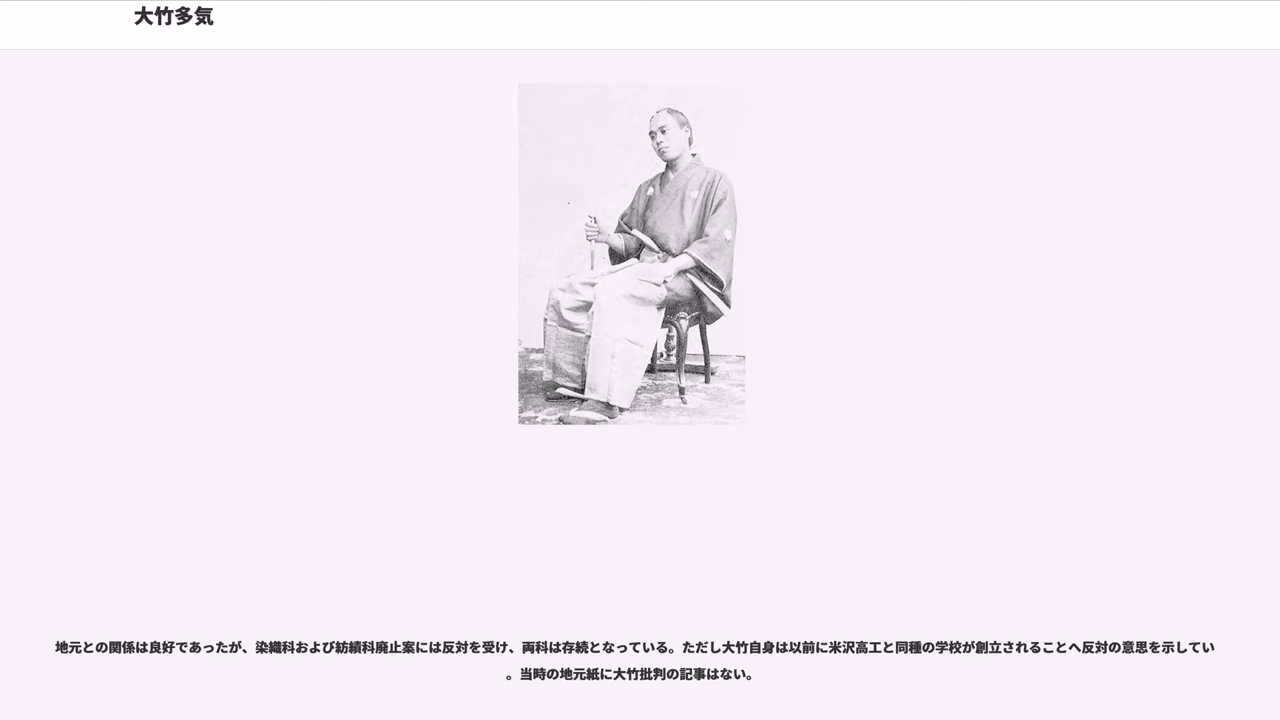 大竹多気
地元との関係は良好であったが、染織科および紡績科廃止案には反対を受け、両科は存続となっている。ただし大竹自身は以前に米沢高工と同種の学校が創立されることへ反対の意思を示してい
。当時の地元紙に大竹批判の記事はない。